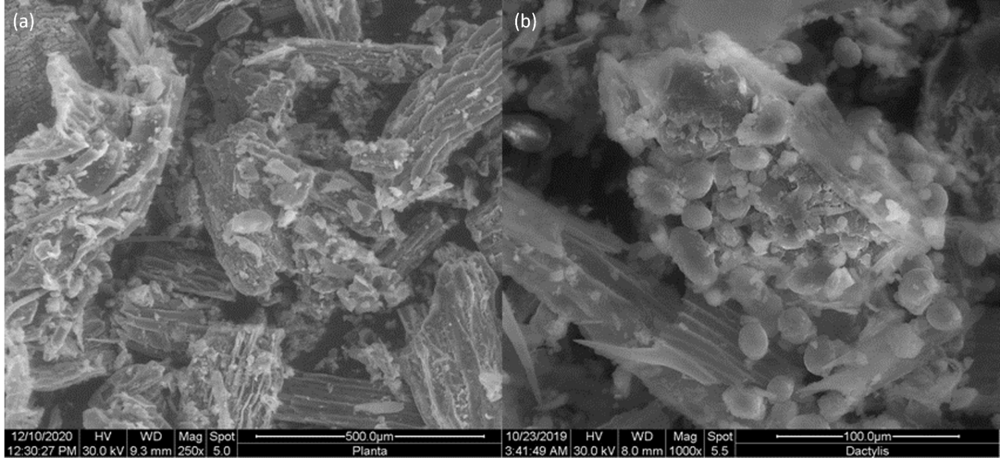 (a)
(b)
12/10/2020 HV WD Mag Spot 500.0µm
12:30:27 PM 30.0 kV 9.3 mm 250x 5.0 Planta
10/23/2019 HV WD Mag Spot 100.0µm
3:41:49 AM 30.0 kV 8.0 mm 1000x 5.5 Dactylis